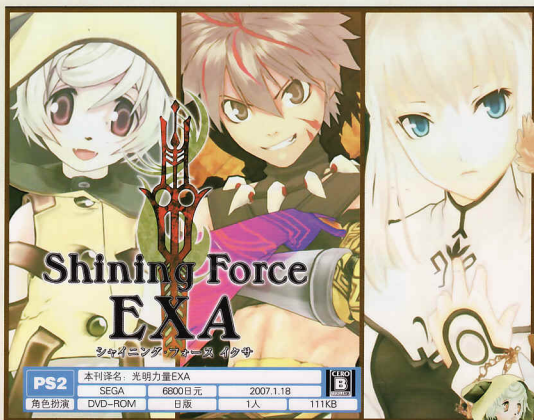 Shining Force
EXA
シャイニング・フォース イクサ
PS2
本刊译名：光明力量EXA
SEGA 6800日元 2007.1.18
角色扮演 DVD-ROM 日版 1人 111KB
CERO
B